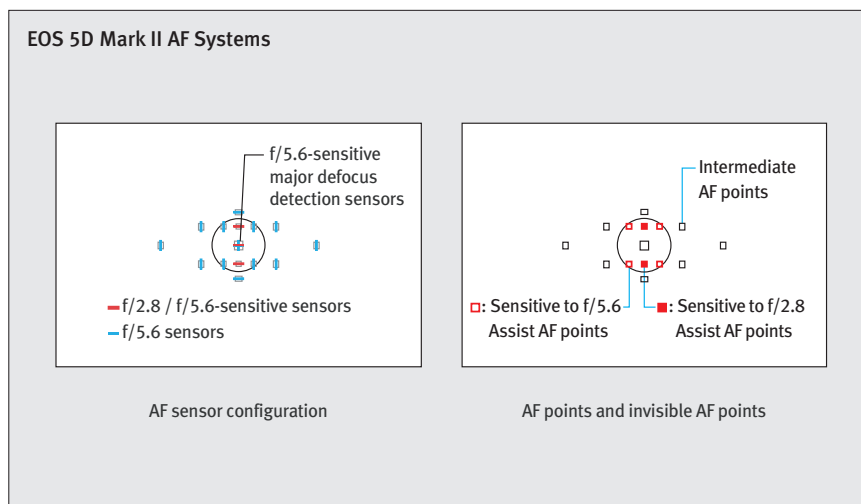 EOS 5D Mark II AF Systems
f/5.6-sensitive
major defocus
detection sensors
f/2.8 / f/5.6-sensitive sensors
f/5.6 sensors
AF sensor configuration
Intermediate
AF points
: Sensitive to f/5.6
Assist AF points
: Sensitive to f/2.8
Assist AF points
AF points and invisible AF points